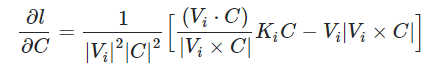 ∂l/∂C = 1/(|V_i|²|C|²) [ (V_i · C)/|V_i × C| K_i C − V_i|V_i × C| ]